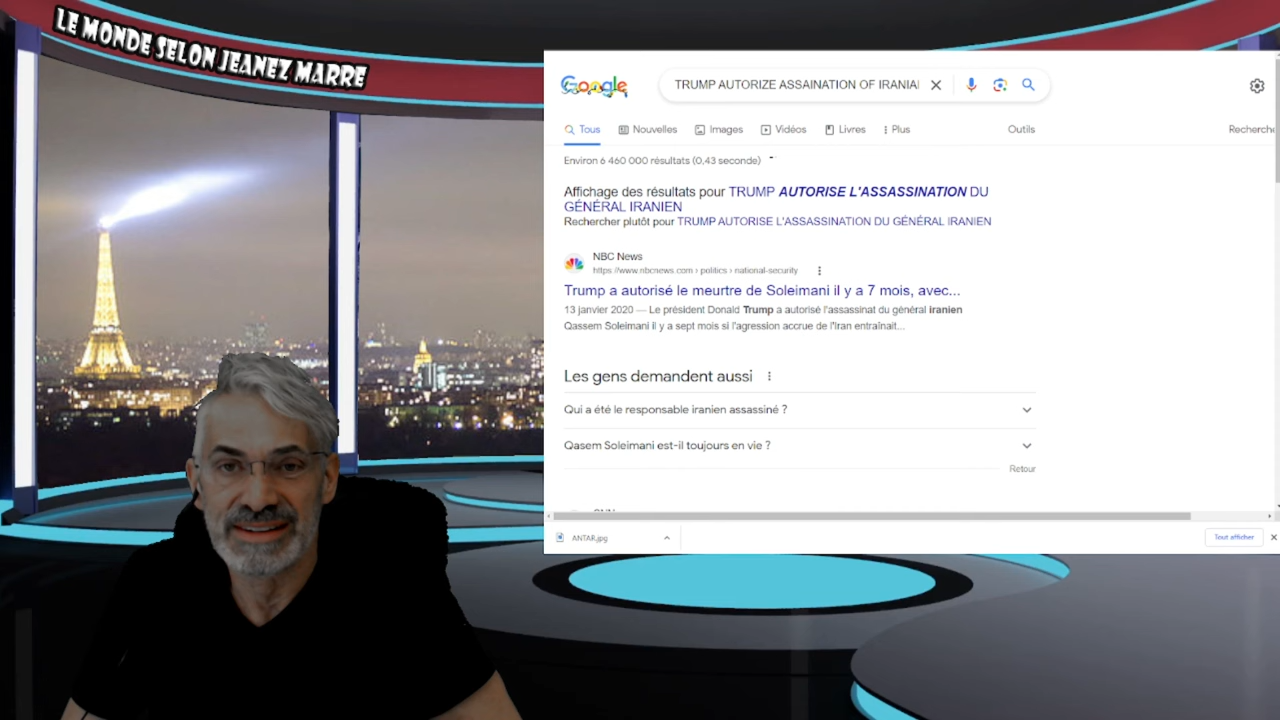 LE MONDE SELON JEANEZ MARRE
Google
TRUMP AUTORIZE ASSAINATION OF IRANIA
Tous
Nouvelles
Images
Vidéos
Livres
Plus
Outils
Recherche
Environ 6 460 000 résultats (0,43 seconde)
Affichage des résultats pour TRUMP AUTORISE L'ASSASSINATION DU
GÉNÉRAL IRANIEN
Rechercher plutôt pour TRUMP AUTORISE L'ASSASSINATION DU GÉNÉRAL IRANIEN
NBC News
https://www.nbcnews.com › politics › national-security
Trump a autorisé le meurtre de Soleimani il y a 7 mois, avec...
13 janvier 2020 — Le président Donald Trump a autorisé l'assassinat du général iranien
Qassem Soleimani il y a sept mois si l'agression accrue de l'Iran entraînait...
Les gens demandent aussi
Qui a été le responsable iranien assassiné ?
Qasem Soleimani est-il toujours en vie ?
Retour
ANTAR.jpg
Tout afficher